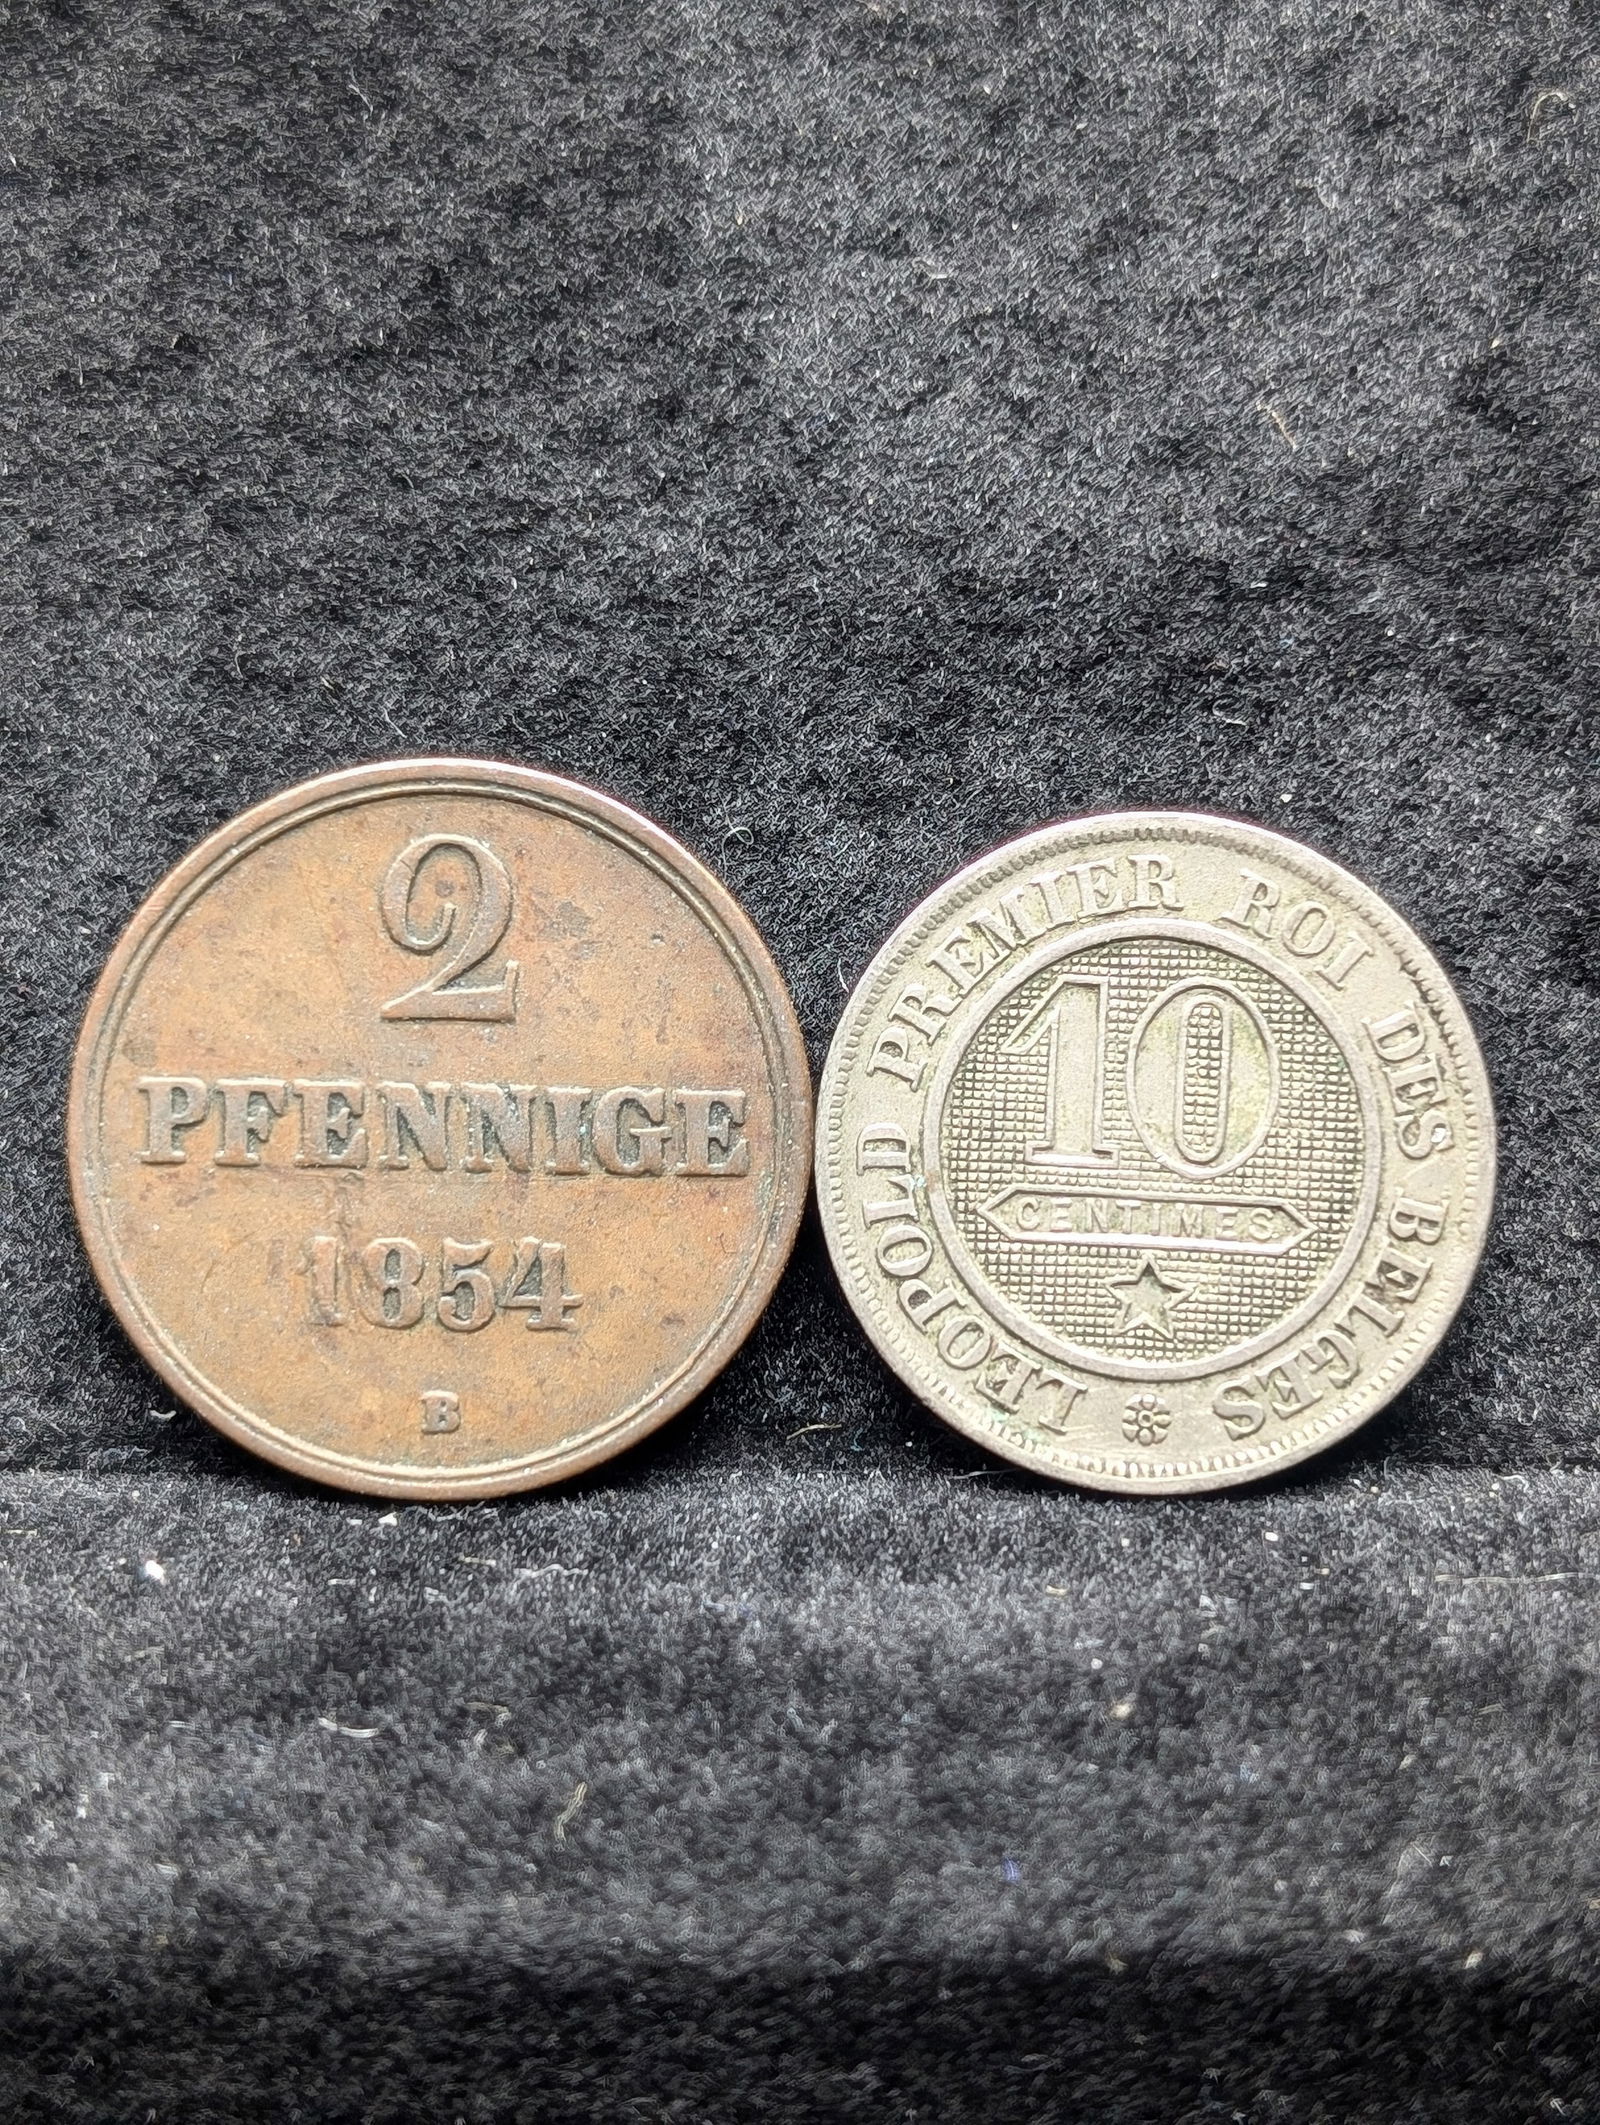 2
PFENNIGE
1854
B
LEOPOLD PREMIER ROI DES BELGES
10
CENTIMES